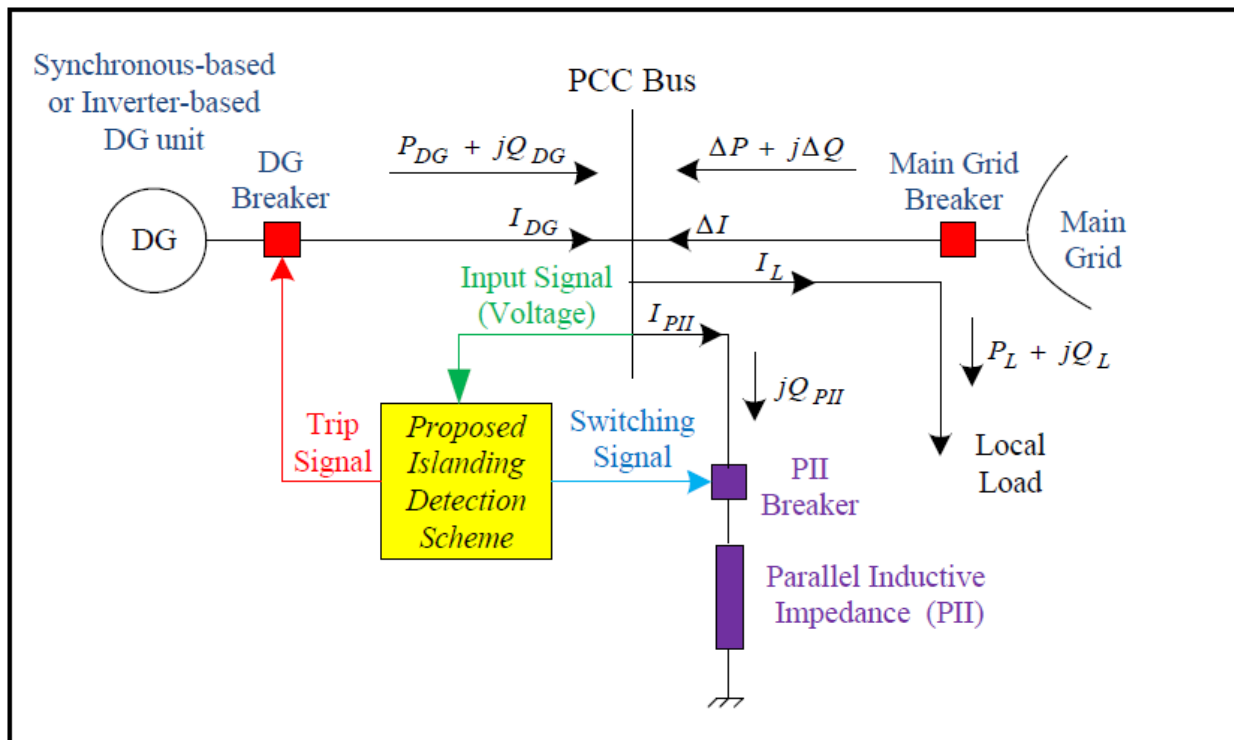 Synchronous-based
or Inverter-based
DG unit
PCC Bus
P_DG + jQ_DG
ΔP + jΔQ
DG
Breaker
Main Grid
Breaker
DG
I_DG
ΔI
Main
Grid
Input Signal
(Voltage)
I_L
I_PII
P_L + jQ_L
jQ_PII
Trip
Signal
Proposed
Islanding
Detection
Scheme
Switching
Signal
PII
Breaker
Local
Load
Parallel Inductive
Impedance (PII)